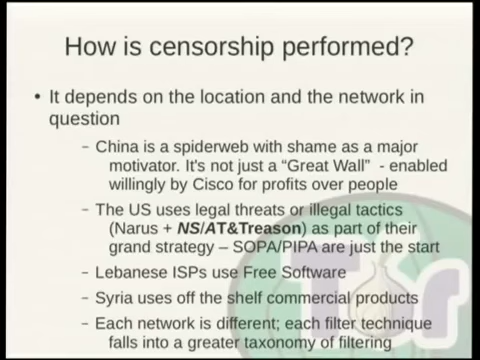 How is censorship performed?
• It depends on the location and the network in
question
– China is a spiderweb with shame as a major
motivator. It's not just a “Great Wall” - enabled
willingly by Cisco for profits over people
– The US uses legal threats or illegal tactics
(Narus + NS/AT&Treason) as part of their
grand strategy – SOPA/PIPA are just the start
– Lebanese ISPs use Free Software
– Syria uses off the shelf commercial products
– Each network is different; each filter technique
falls into a greater taxonomy of filtering
Tor